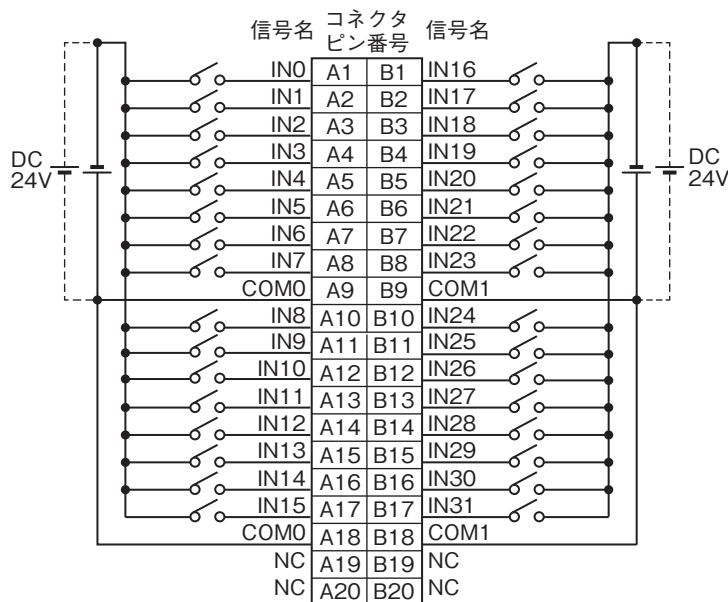 信号名 コネクタ ピン番号 信号名
IN0 A1 B1 IN16
IN1 A2 B2 IN17
IN2 A3 B3 IN18
IN3 A4 B4 IN19
IN4 A5 B5 IN20
IN5 A6 B6 IN21
IN6 A7 B7 IN22
IN7 A8 B8 IN23
COM0 A9 B9 COM1
IN8 A10 B10 IN24
IN9 A11 B11 IN25
IN10 A12 B12 IN26
IN11 A13 B13 IN27
IN12 A14 B14 IN28
IN13 A15 B15 IN29
IN14 A16 B16 IN30
IN15 A17 B17 IN31
COM0 A18 B18 COM1
NC A19 B19 NC
NC A20 B20 NC
DC
24V
DC
24V